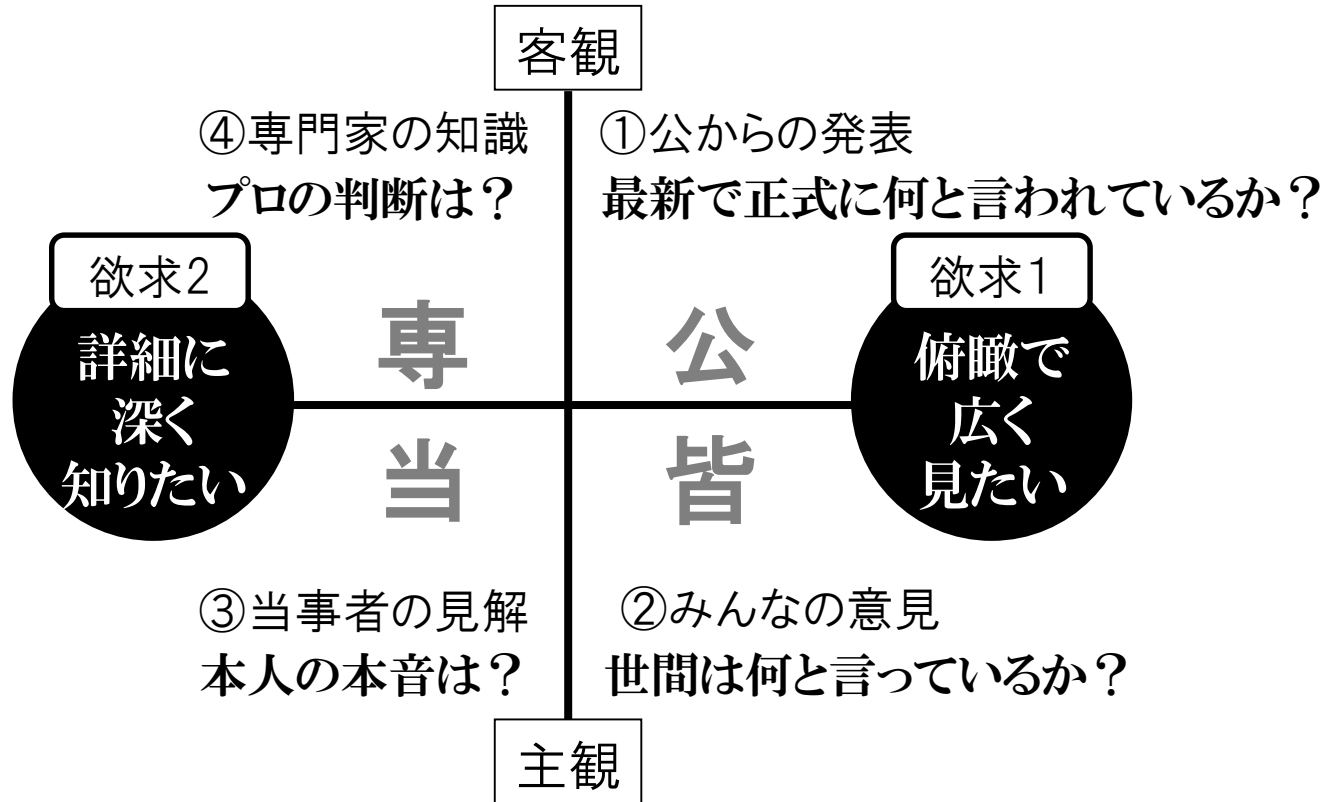 客観
④専門家の知識
プロの判断は？
①公からの発表
最新で正式に何と言われているか？
欲求2
詳細に
深く
知りたい
専
公
欲求1
俯瞰で
広く
見たい
当
皆
③当事者の見解
本人の本音は？
②みんなの意見
世間は何と言っているか？
主観